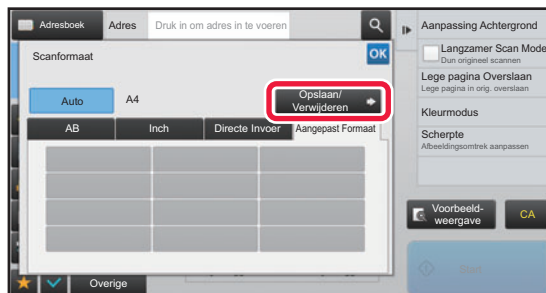 Adresboek
Adres
Druk in om adres in te voeren
Aanpassing Achtergrond
Scanformaat
OK
Langzamer Scan Mode
Dun origineel scannen
Lege pagina Overslaan
Lege pagina in orig. overslaan
Auto
A4
Opslaan/
Verwijderen
Kleurmodus
AB
Inch
Directe Invoer
Aangepast Formaat
Scherpte
Afbeeldingsomtrek aanpassen
Voorbeeld-
weergave
CA
Start
Overige